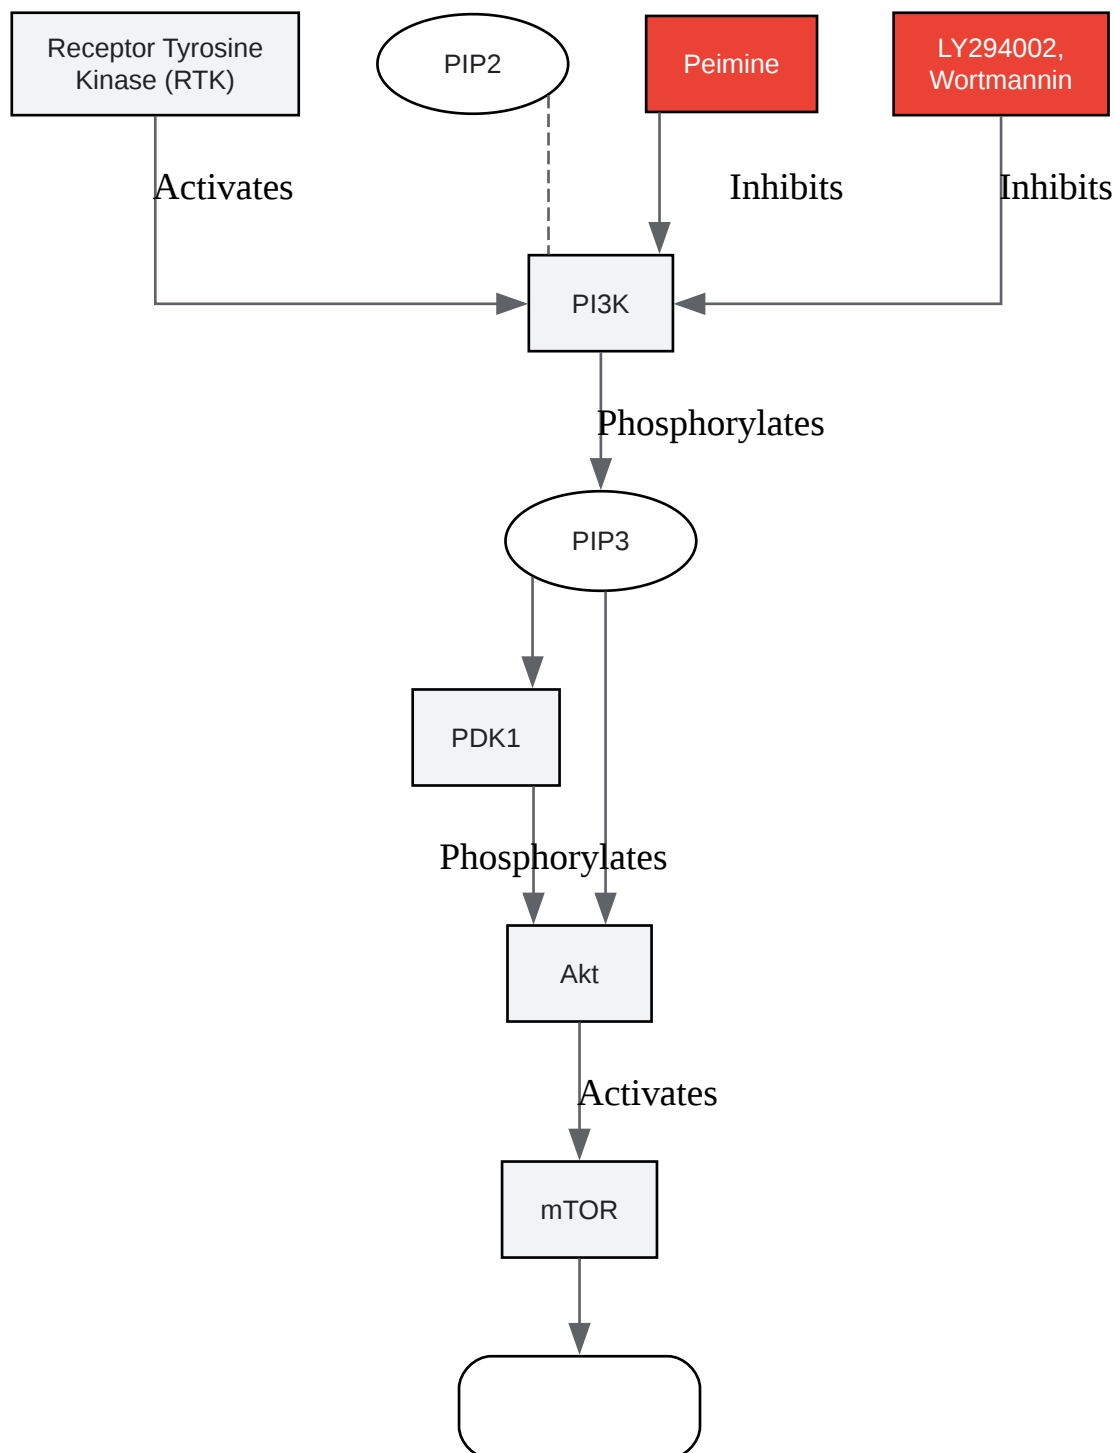 Receptor Tyrosine
Kinase (RTK)
PIP2
Peimine
LY294002,
Wortmannin
Activates
Inhibits
Inhibits
PI3K
Phosphorylates
PIP3
PDK1
Phosphorylates
Akt
Activates
mTOR